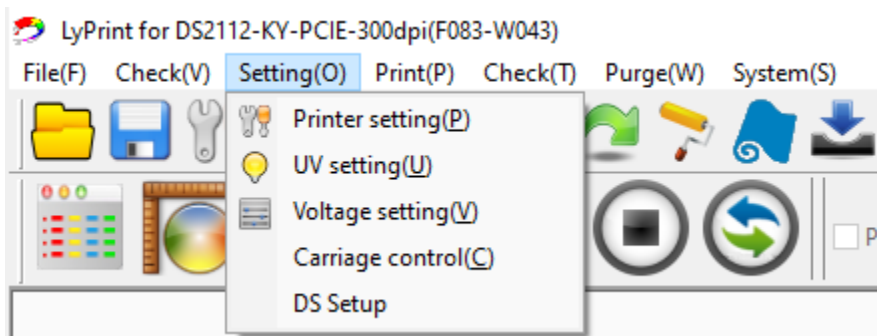 LyPrint for DS2112-KY-PCIE-300dpi(F083-W043)
File(F) Check(V) Setting(O) Print(P) Check(T) Purge(W) System(S)
Printer setting(P)
UV setting(U)
Voltage setting(V)
Carriage control(C)
DS Setup